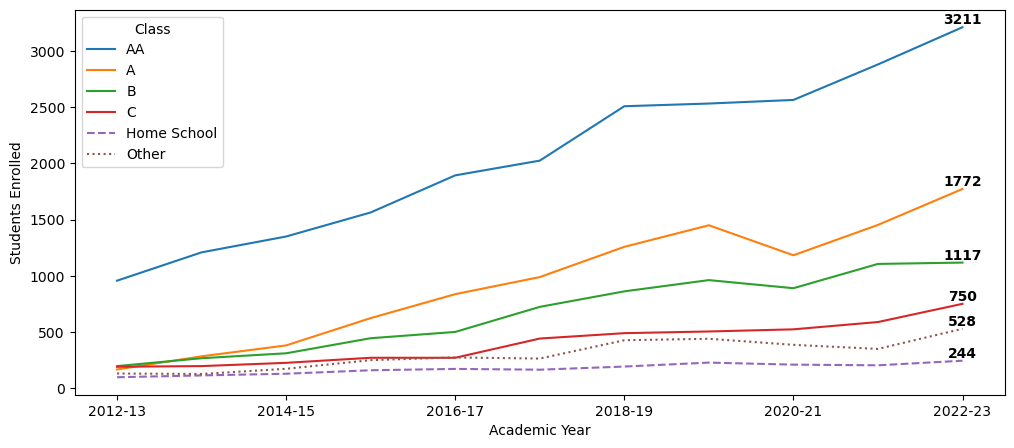 Class
AA
A
B
C
Home School
Other
Students Enrolled
3000
2500
2000
1500
1000
500
0
3211
1772
1117
750
528
244
2012-13 2014-15 2016-17 2018-19 2020-21 2022-23
Academic Year